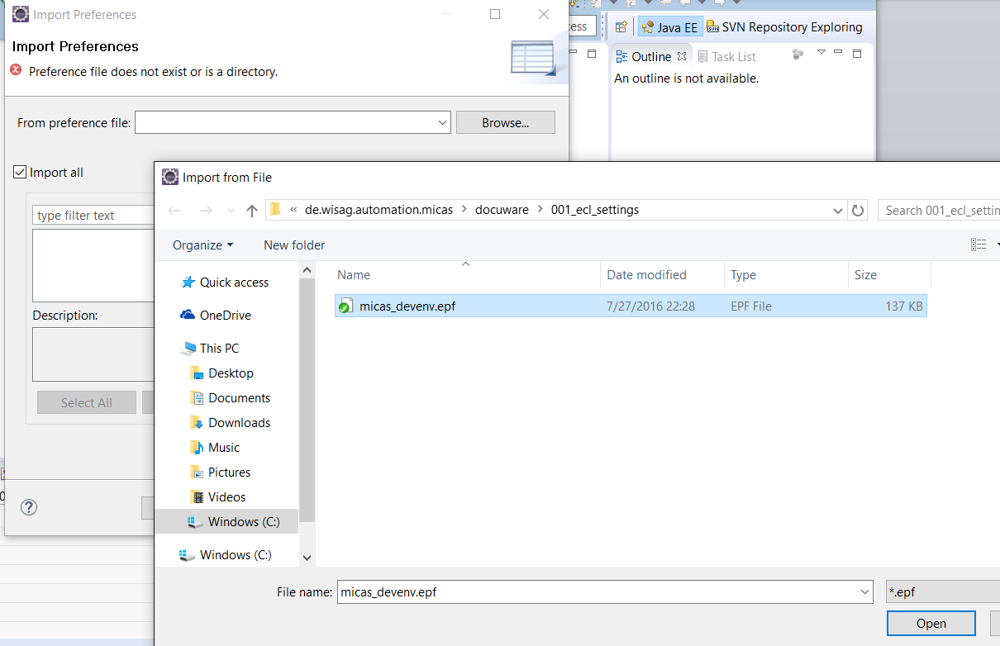 Import Preferences
Import Preferences
Preference file does not exist or is a directory.
From preference file:
Browse...
Import all
type filter text
Description:
Select All
cess
Java EE
SVN Repository Exploring
Outline
Task List
An outline is not available.
Import from File
« de.wisag.automation.micas > docuware > 001_ecl_settings
Search 001_ecl_settin
Organize
New folder
Name
Date modified
Type
Size
micas_devenv.epf
7/27/2016 22:28
EPF File
137 KB
Quick access
OneDrive
This PC
Desktop
Documents
Downloads
Music
Pictures
Videos
Windows (C:)
Windows (C:)
File name:
micas_devenv.epf
*.epf
Open